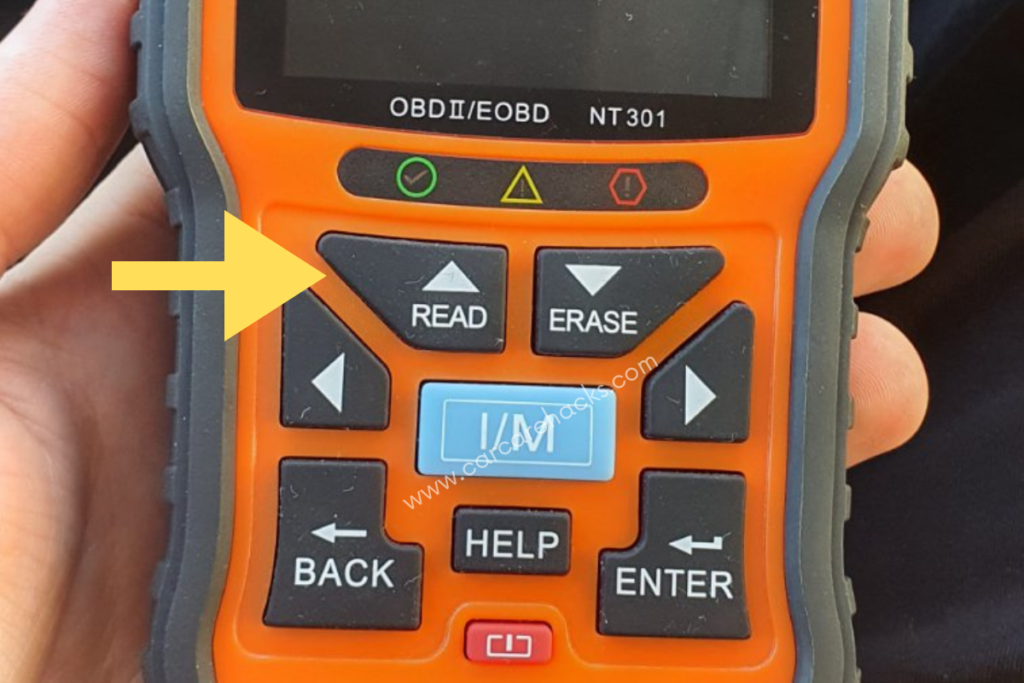 OBDII/EOBD NT301
READ ERASE
I/M
www.carcarehacks.com
HELP
BACK ENTER